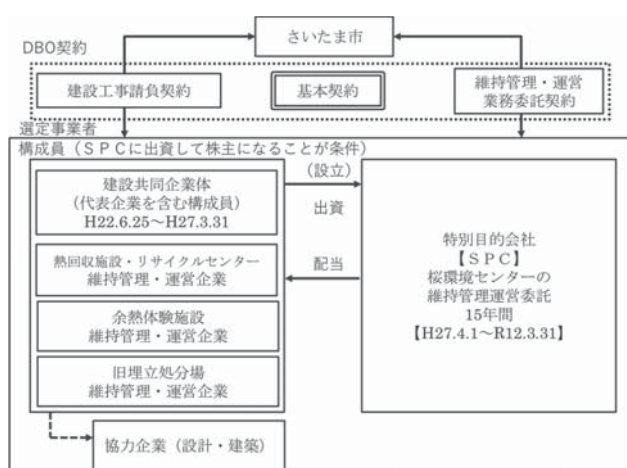 さいたま市
DBO契約
建設工事請負契約
基本契約
維持管理・運営
業務委託契約
選定事業者
構成員（ＳＰＣに出資して株主になることが条件）
建設共同企業体
(代表企業を含む構成員)
H22.6.25～H27.3.31
熱回収施設・リサイクルセンター
維持管理・運営企業
余熱体験施設
維持管理・運営企業
旧埋立処分場
維持管理・運営企業
協力企業（設計・建築）
(設立)
出資
配当
特別目的会社
【ＳＰＣ】
桜環境センターの
維持管理運営委託
15年間
【H27.4.1～R12.3.31】